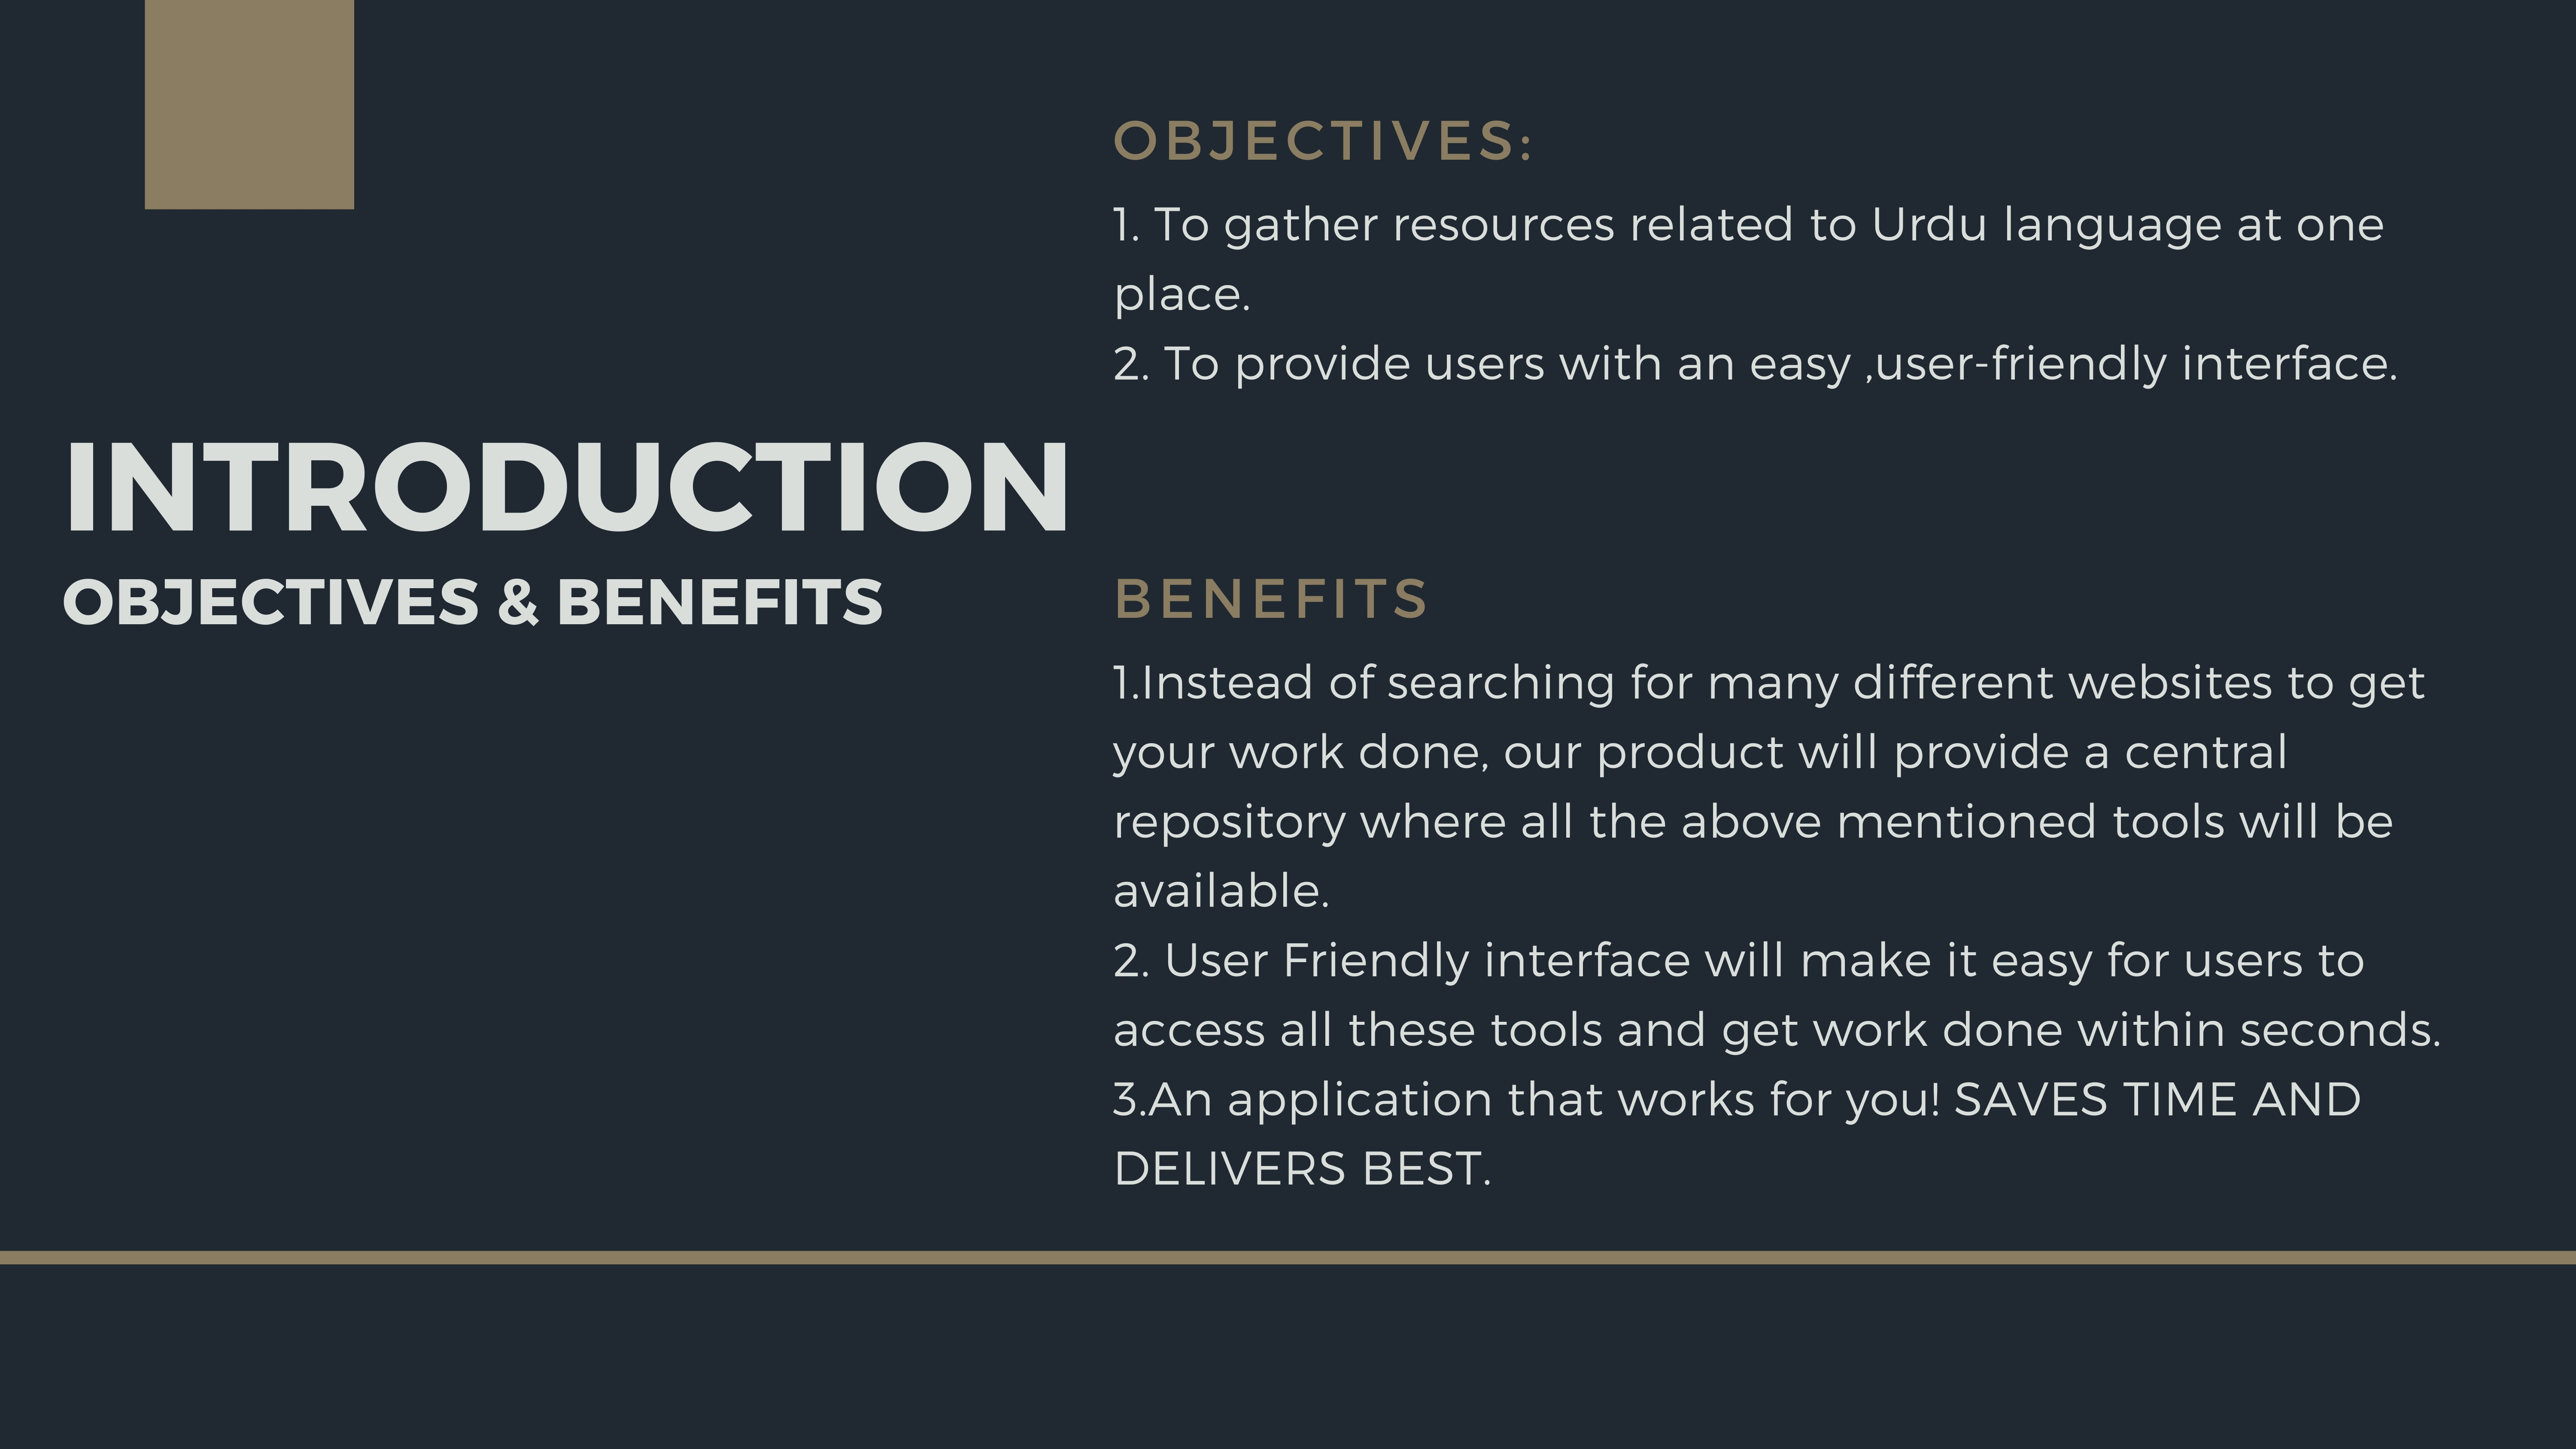 INTRODUCTION
OBJECTIVES & BENEFITS
OBJECTIVES:
1. To gather resources related to Urdu language at one
place.
2. To provide users with an easy ,user-friendly interface.
BENEFITS
1.Instead of searching for many different websites to get
your work done, our product will provide a central
repository where all the above mentioned tools will be
available.
2. User Friendly interface will make it easy for users to
access all these tools and get work done within seconds.
3.An application that works for you! SAVES TIME AND
DELIVERS BEST.